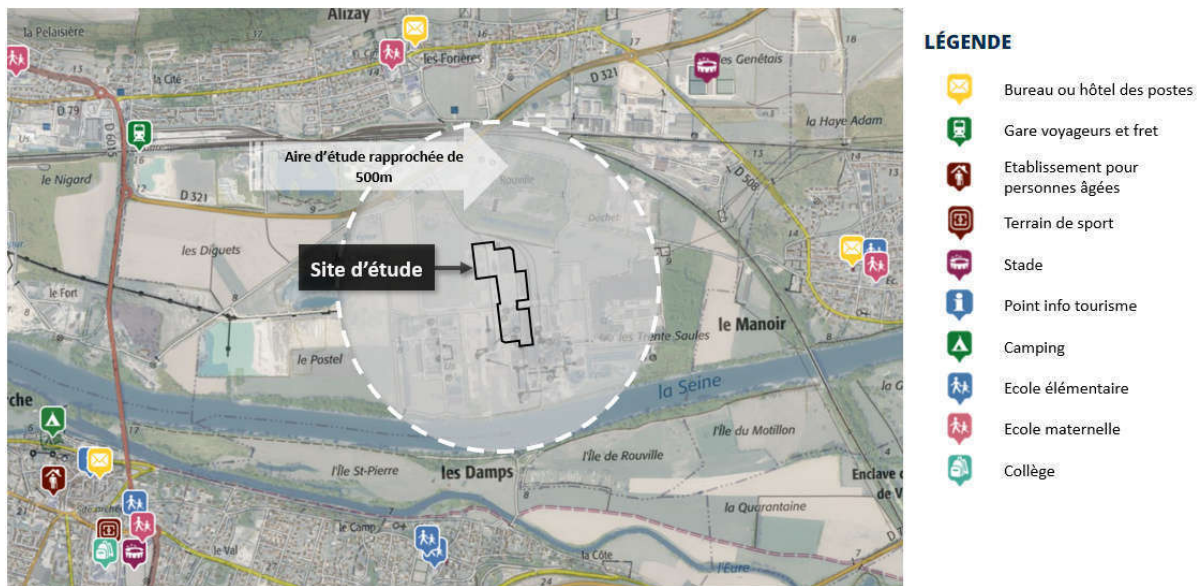 Alizay
la Pelaisière
les Forières
les Genêtais
la Cité
D 321
D 79
D 6015
la Haye Adam
le Nigard
D 321
Aire d'étude rapprochée de
500m
Rouville
D 508
Déchet
les Diguets
Site d'étude
le Fort
le Manoir
les Trente Saules
le Postel
la Seine
l'Île du Motillon
l'Île St-Pierre
les Damps
l'Île de Rouville
Enclave d
de V
la Quarantaine
le Camp
le Val
la Côte
l'Eure
LÉGENDE
Bureau ou hôtel des postes
Gare voyageurs et fret
Etablissement pour
personnes âgées
Terrain de sport
Stade
Point info tourisme
Camping
Ecole élémentaire
Ecole maternelle
Collège